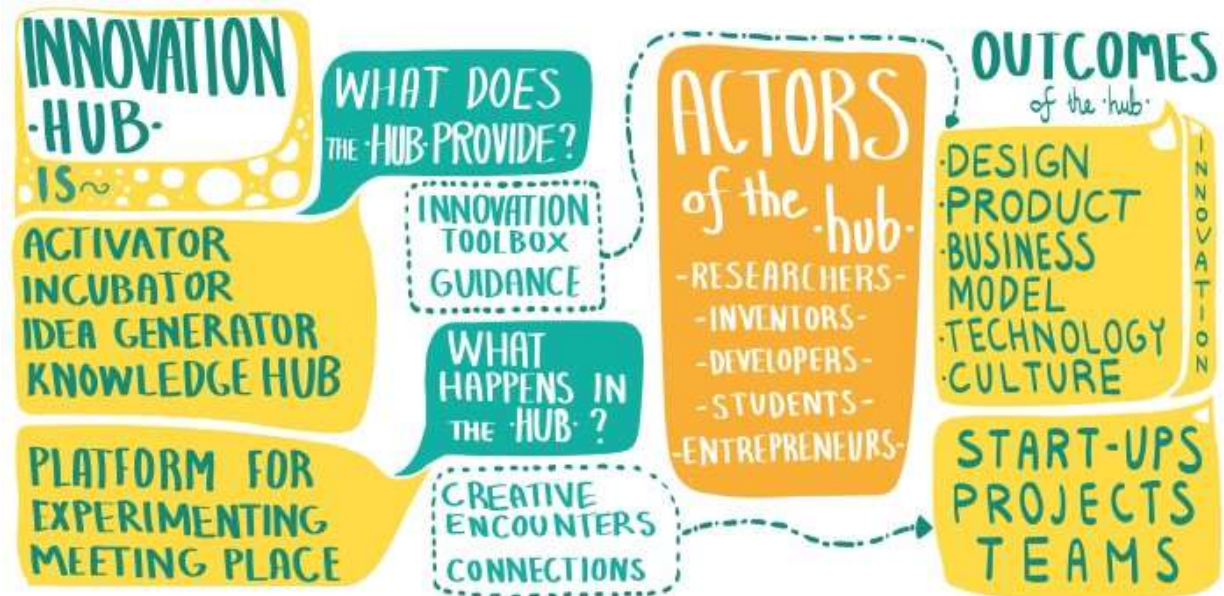 INNOVATION
·HUB·
IS~
ACTIVATOR
INCUBATOR
IDEA GENERATOR
KNOWLEDGE HUB
PLATFORM FOR
EXPERIMENTING
MEETING PLACE
WHAT DOES
THE ·HUB· PROVIDE?
INNOVATION
TOOLBOX
GUIDANCE
WHAT
HAPPENS IN
THE ·HUB· ?
CREATIVE
ENCOUNTERS
CONNECTIONS
ACTORS
of the
·hub·
-RESEARCHERS-
-INVENTORS-
-DEVELOPERS-
-STUDENTS-
-ENTREPRENEURS-
OUTCOMES
of the ·hub·
·DESIGN
·PRODUCT
·BUSINESS
MODEL
·TECHNOLOGY
·CULTURE
INNOVATION
START-UPS
PROJECTS
TEAMS